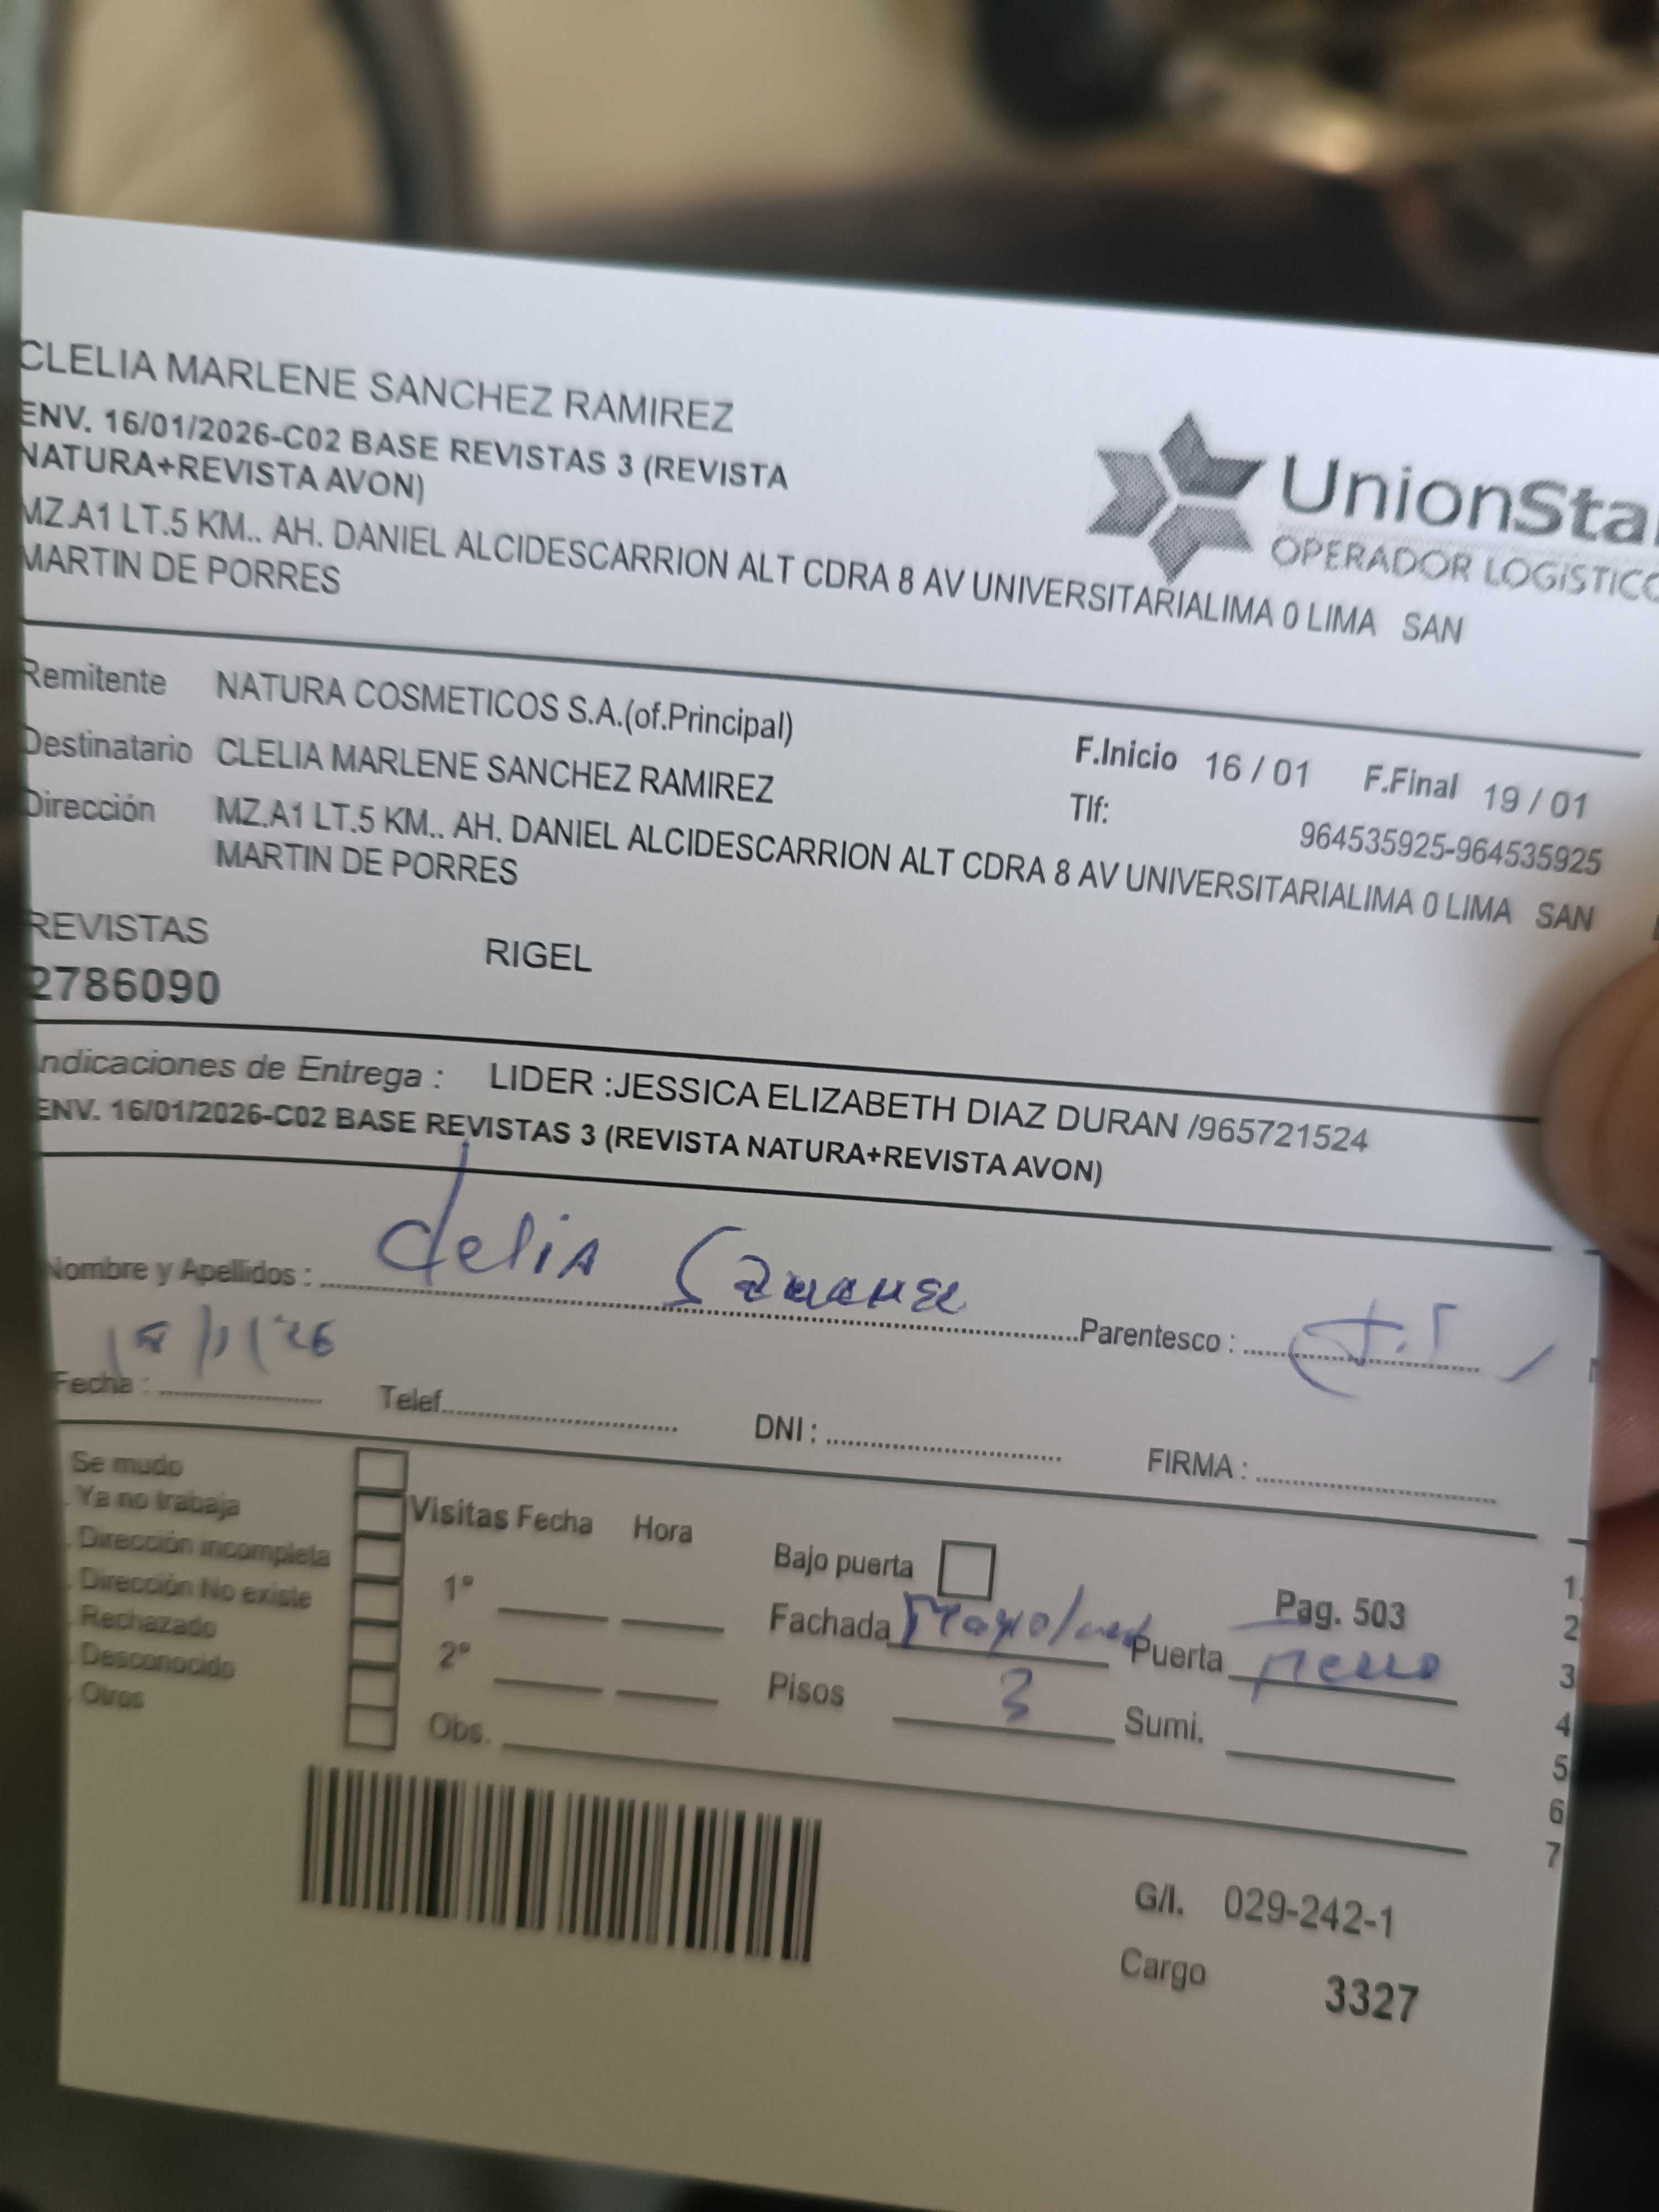 CLELIA MARLENE SANCHEZ RAMIREZ
ENV. 16/01/2026-C02 BASE REVISTAS 3 (REVISTA
NATURA+REVISTA AVON)
MZ.A1 LT.5 KM.. AH. DANIEL ALCIDESCARRION ALT CDRA 8 AV UNIVERSITARIALIMA 0 LIMA SAN
MARTIN DE PORRES
UnionSta
OPERADOR LOGISTICO
Remitente NATURA COSMETICOS S.A.(of.Principal)
F.Inicio 16 / 01 F.Final 19 / 01
Destinatario CLELIA MARLENE SANCHEZ RAMIREZ
Tlf: 964535925-964535925
Dirección MZ.A1 LT.5 KM.. AH. DANIEL ALCIDESCARRION ALT CDRA 8 AV UNIVERSITARIALIMA 0 LIMA SAN
MARTIN DE PORRES
REVISTAS RIGEL
2786090
Indicaciones de Entrega : LIDER :JESSICA ELIZABETH DIAZ DURAN /965721524
ENV. 16/01/2026-C02 BASE REVISTAS 3 (REVISTA NATURA+REVISTA AVON)
Nombre y Apellidos : Clelia Parentesco :
Fecha : Telef. DNI : FIRMA :
Se mudo
Ya no trabaja
Dirección incompleta
Dirección No existe
Rechazado
Desconocido
Otros
Visitas Fecha Hora
1°
2°
Obs.
Bajo puerta
Fachada Puerta
Pisos 3 Sumi.
Pag. 503
1.
2
3
4
5
6
7
G/I. 029-242-1
Cargo 3327